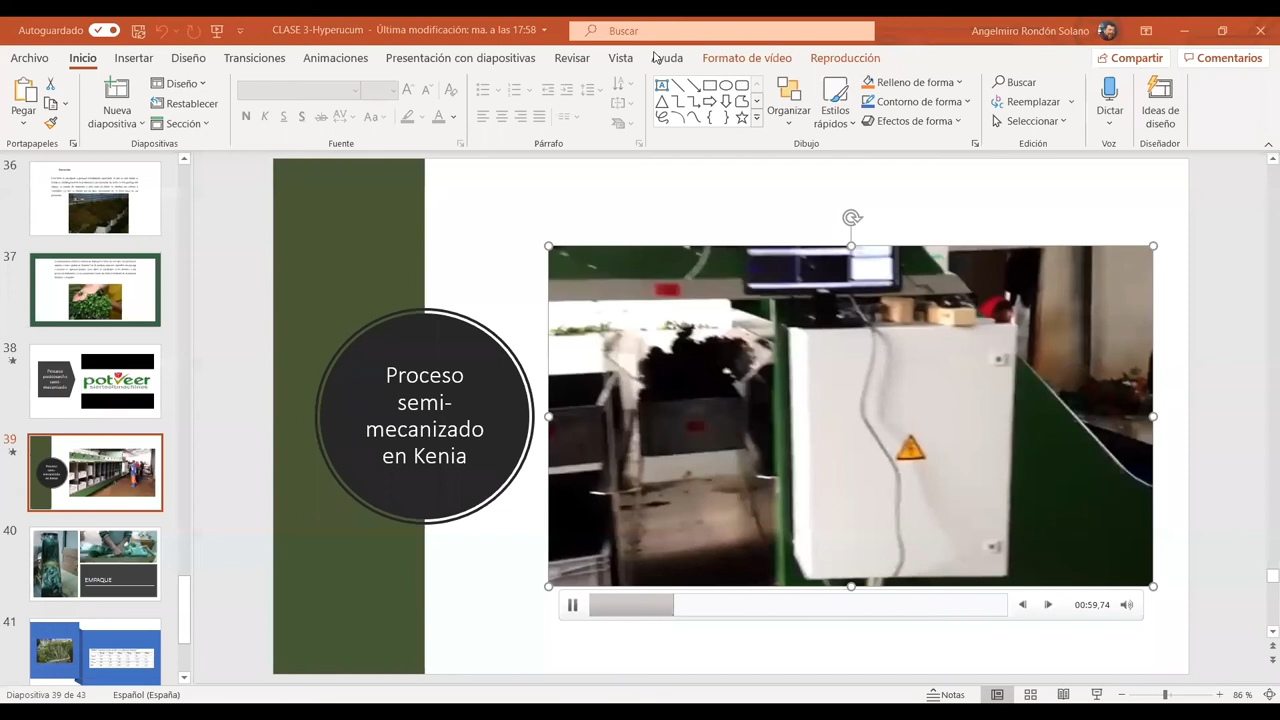 Autoguardado
CLASE 3-Hyperucum - Última modificación: ma. a las 17:58
Buscar
Angelmiro Rondón Solano
Archivo Inicio Insertar Diseño Transiciones Animaciones Presentación con diapositivas Revisar Vista Ayuda Formato de vídeo Reproducción Compartir Comentarios
Pegar
Nueva diapositiva
Diseño
Restablecer
Sección
N S S ab AV Aa A
Organizar
Estilos rápidos
Relleno de forma
Contorno de forma
Efectos de forma
Buscar
Reemplazar
Seleccionar
Dictar
Ideas de diseño
Portapapeles Diapositivas Fuente Párrafo Dibujo Edición Voz Diseñador
36
37
38
potveer
39
40
EMPAQUE
41
Proceso
semi-
mecanizado
en Kenia
00:59,74
Diapositiva 39 de 43 Español (España) Notas 86 %